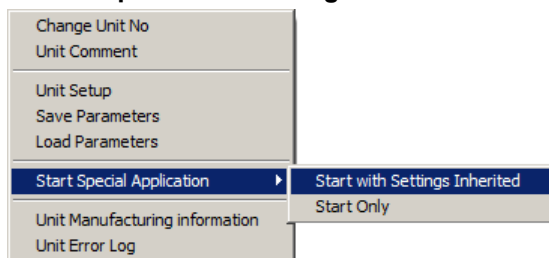 Change Unit No
Unit Comment
Unit Setup
Save Parameters
Load Parameters
Start Special Application
Start with Settings Inherited
Start Only
Unit Manufacturing information
Unit Error Log